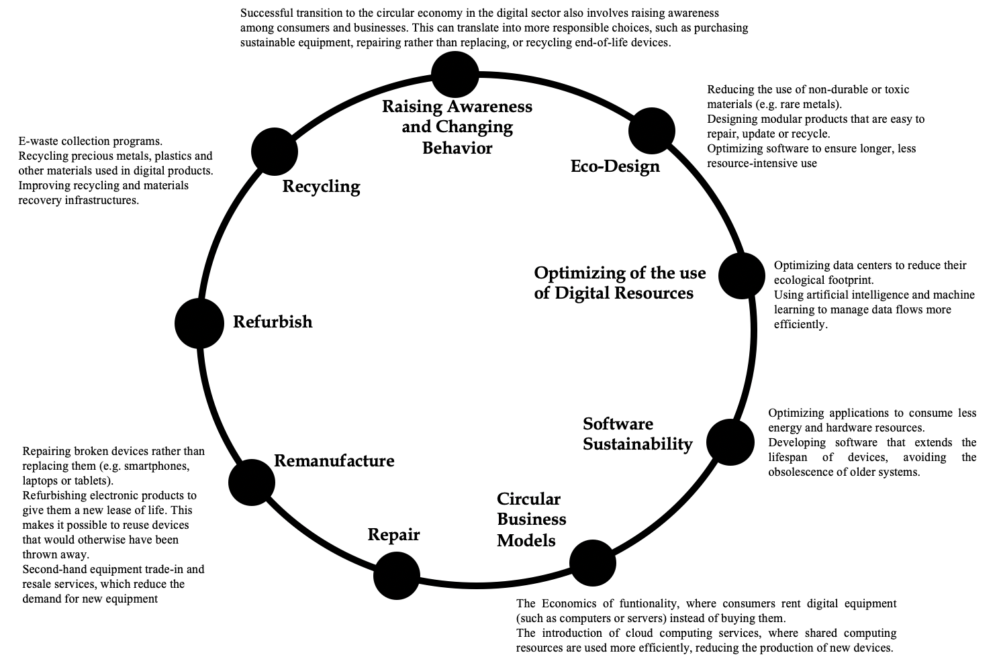 Successful transition to the circular economy in the digital sector also involves raising awareness
among consumers and businesses. This can translate into more responsible choices, such as purchasing
sustainable equipment, repairing rather than replacing, or recycling end-of-life devices.
Raising Awareness
and Changing
Behavior
Reducing the use of non-durable or toxic
materials (e.g. rare metals).
Designing modular products that are easy to
repair, update or recycle.
Optimizing software to ensure longer, less
resource-intensive use
Eco-Design
E-waste collection programs.
Recycling precious metals, plastics and
other materials used in digital products.
Improving recycling and materials
recovery infrastructures.
Recycling
Optimizing of the use
of Digital Resources
Optimizing data centers to reduce their
ecological footprint.
Using artificial intelligence and machine
learning to manage data flows more
efficiently.
Refurbish
Software
Sustainability
Optimizing applications to consume less
energy and hardware resources.
Developing software that extends the
lifespan of devices, avoiding the
obsolescence of older systems.
Remanufacture
Repairing broken devices rather than
replacing them (e.g. smartphones,
laptops or tablets).
Refurbishing electronic products to
give them a new lease of life. This
makes it possible to reuse devices
that would otherwise have been
thrown away.
Second-hand equipment trade-in and
resale services, which reduce the
demand for new equipment
Circular
Business
Models
Repair
The Economics of funtionality, where consumers rent digital equipment
(such as computers or servers) instead of buying them.
The introduction of cloud computing services, where shared computing
resources are used more efficiently, reducing the production of new devices.